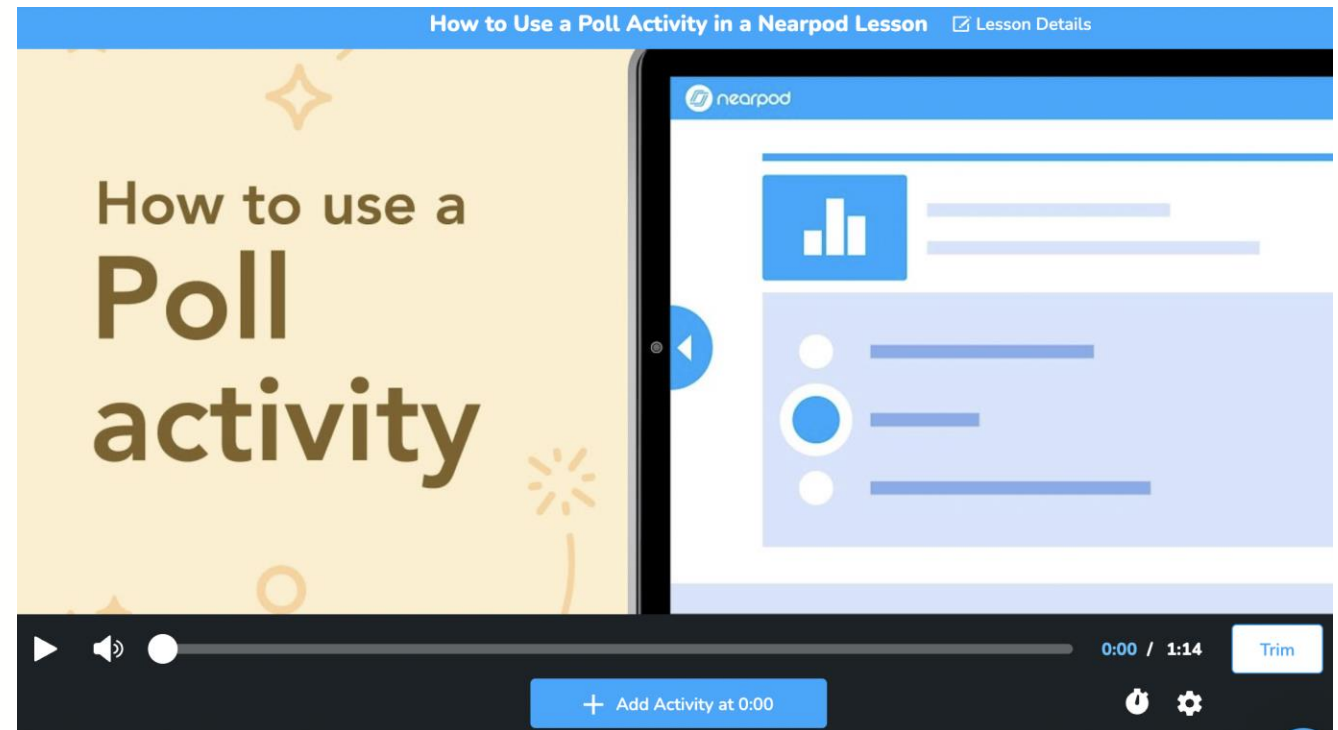 How to Use a Poll Activity in a Nearpod Lesson Lesson Details
nearpod
How to use a
Poll
activity
0:00 / 1:14 Trim
+ Add Activity at 0:00